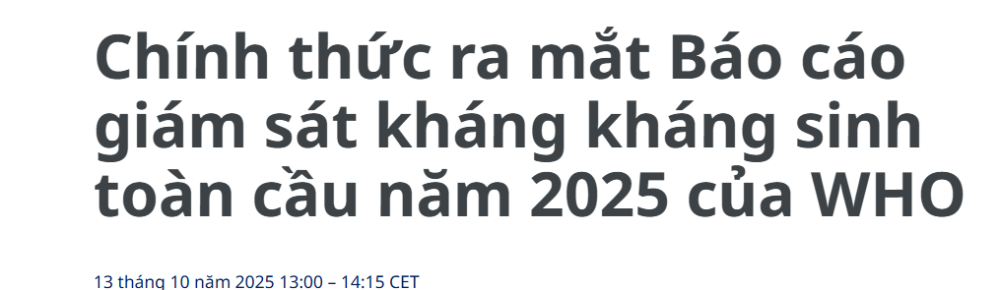 Chính thức ra mắt Báo cáo
giám sát kháng kháng sinh
toàn cầu năm 2025 của WHO
13 tháng 10 năm 2025 13:00 – 14:15 CET